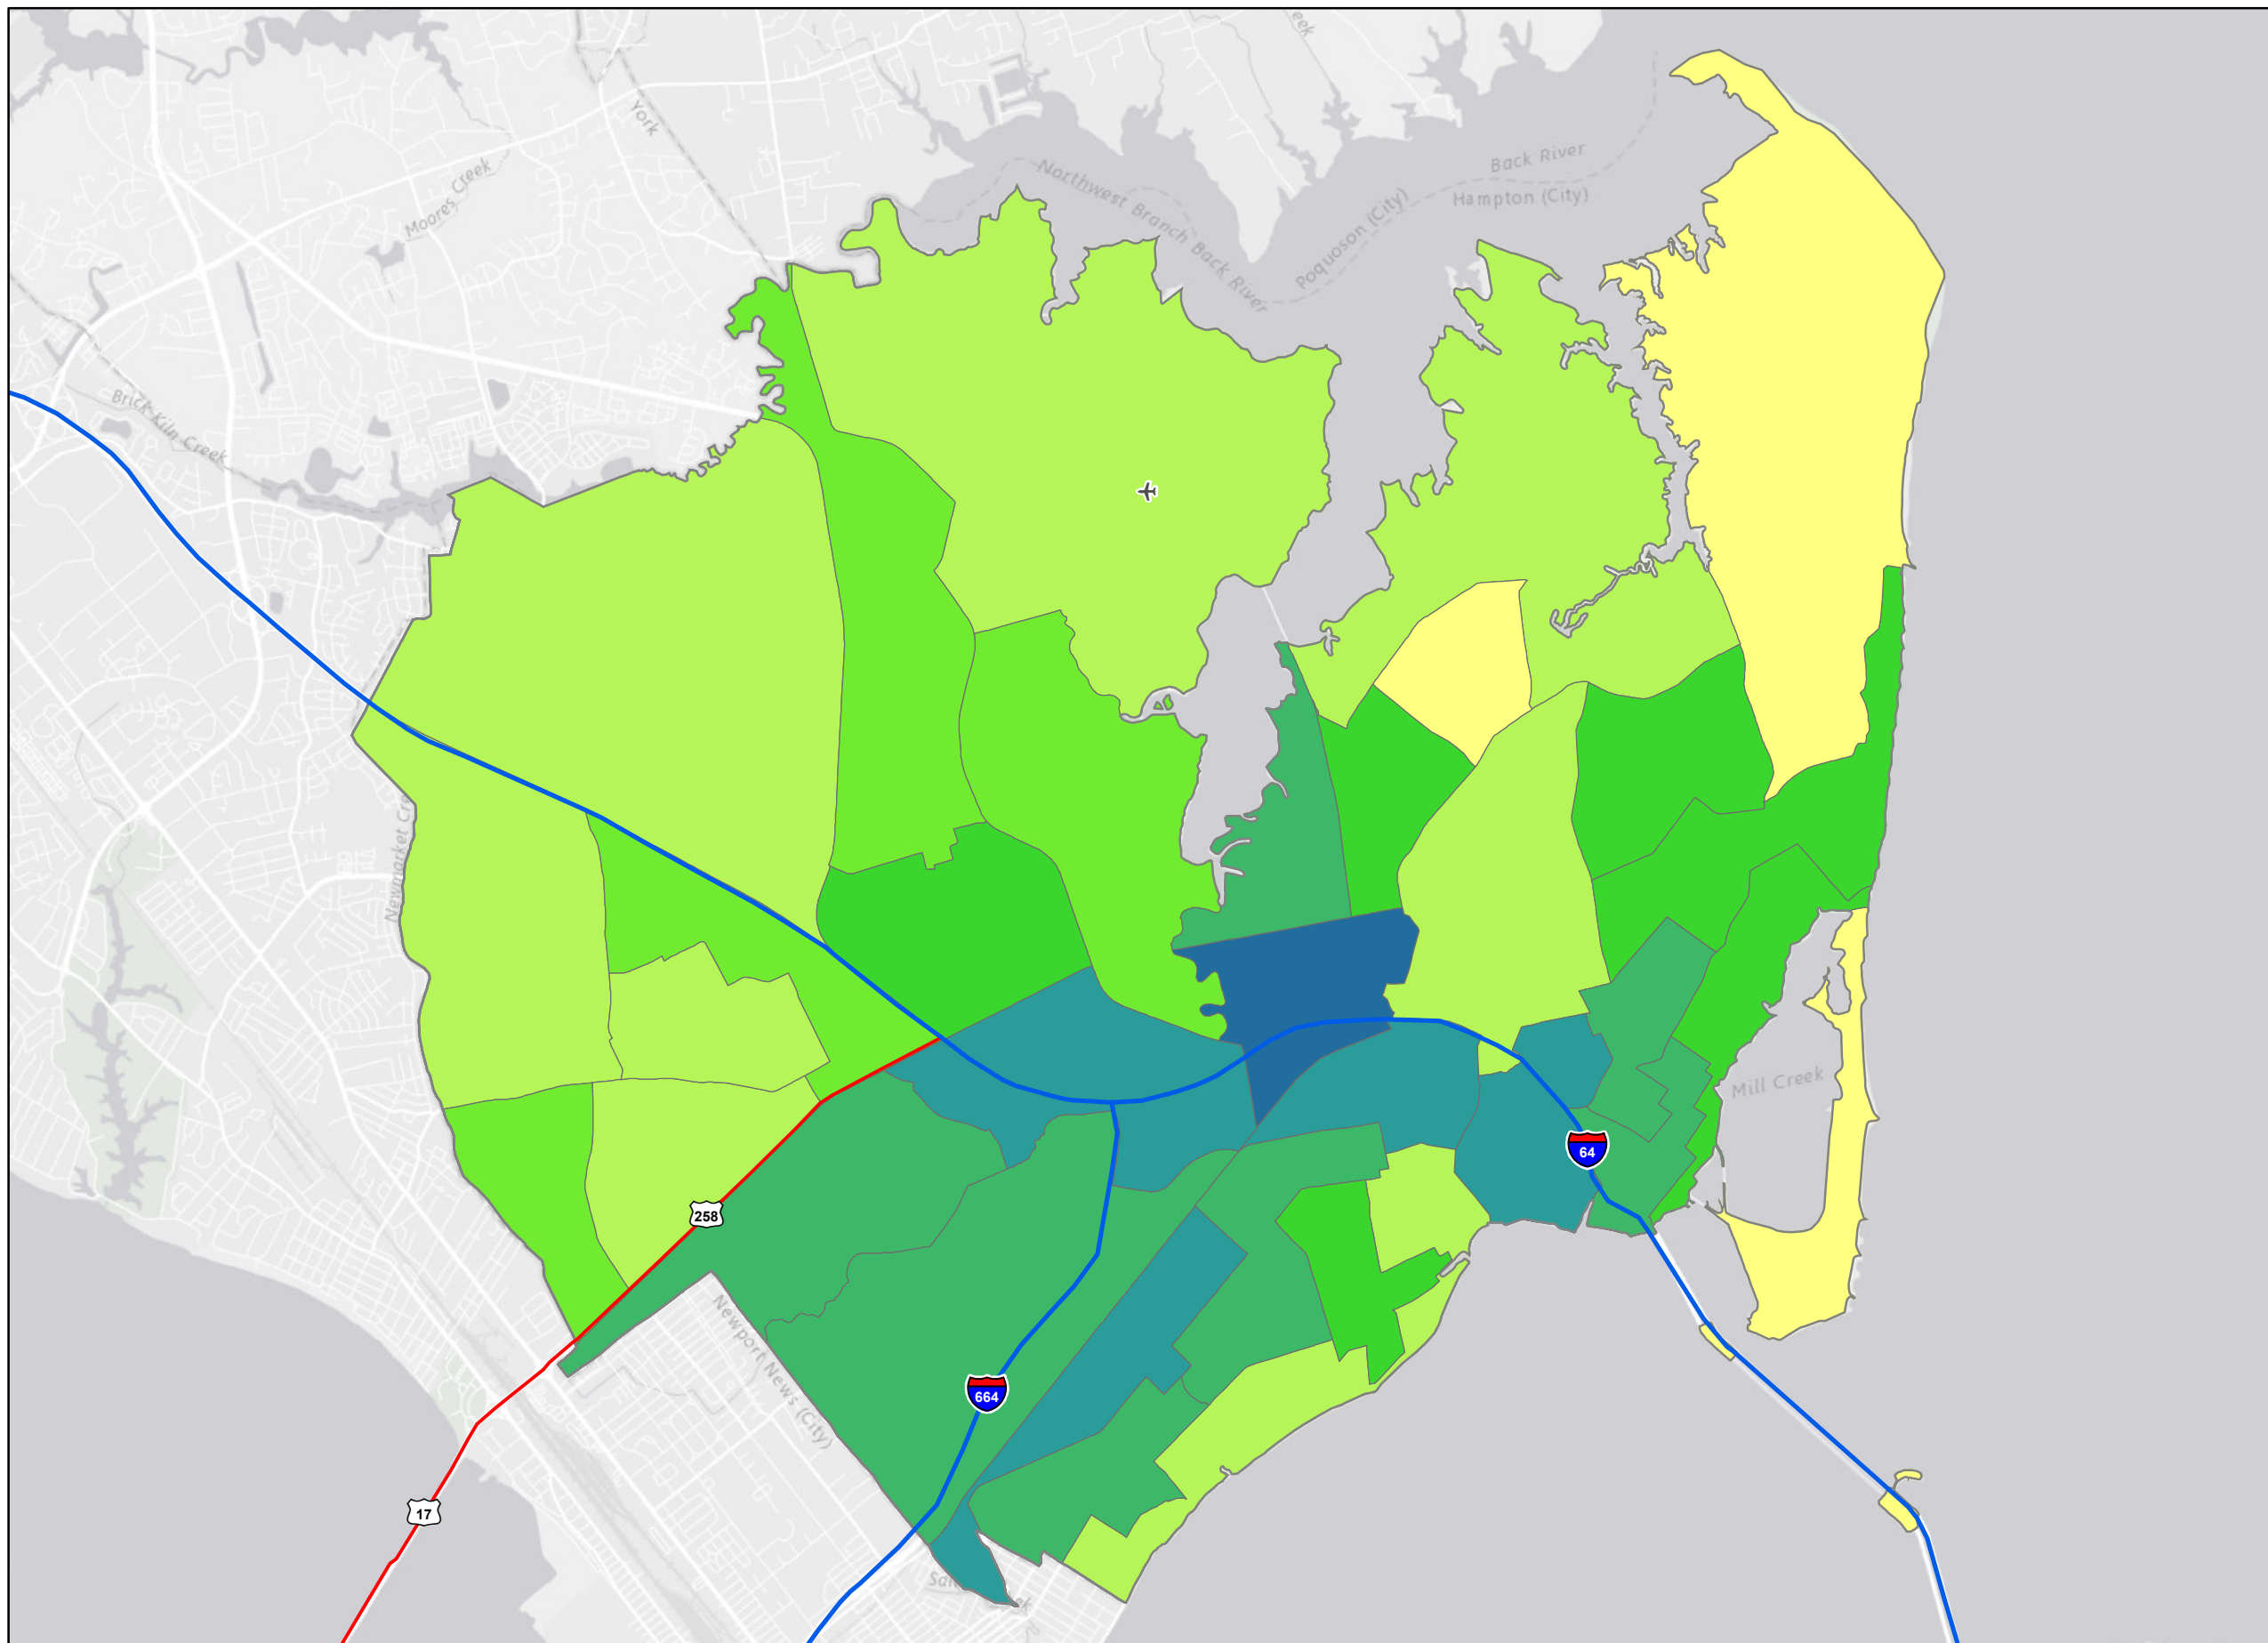 York
Moores Creek
Northwest Branch Back River
Back River
Hampton (City)
Poquoson (City)
Brick Kiln Creek
Mill Creek
64
258
Newport News (City)
664
17